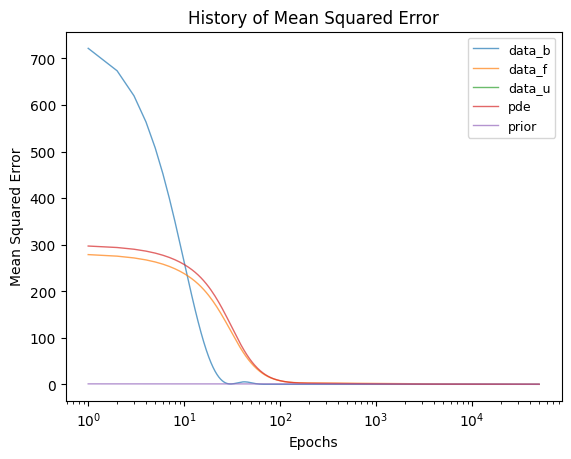 History of Mean Squared Error
Mean Squared Error
700
600
500
400
300
200
100
0
data_b
data_f
data_u
pde
prior
10^0
10^1
10^2
10^3
10^4
Epochs